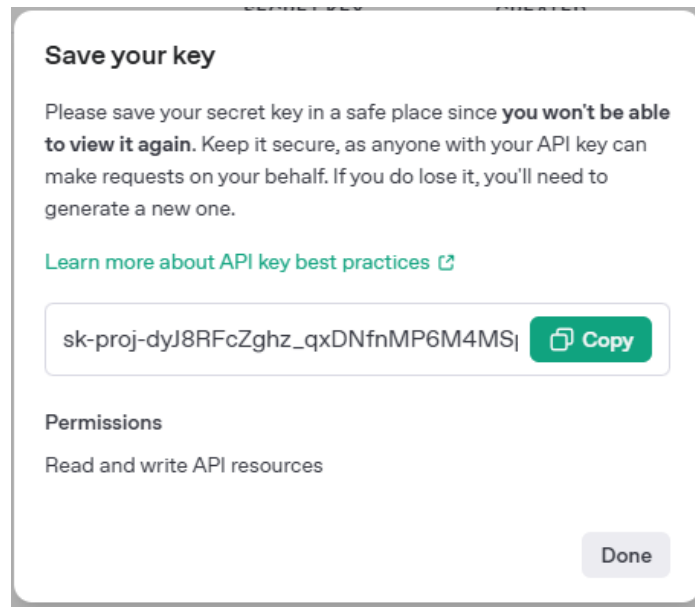 Save your key
Please save your secret key in a safe place since you won't be able
to view it again. Keep it secure, as anyone with your API key can
make requests on your behalf. If you do lose it, you'll need to
generate a new one.
Learn more about API key best practices
sk-proj-dyJ8RFcZghz_qxDNfnMP6M4MS Copy
Permissions
Read and write API resources
Done